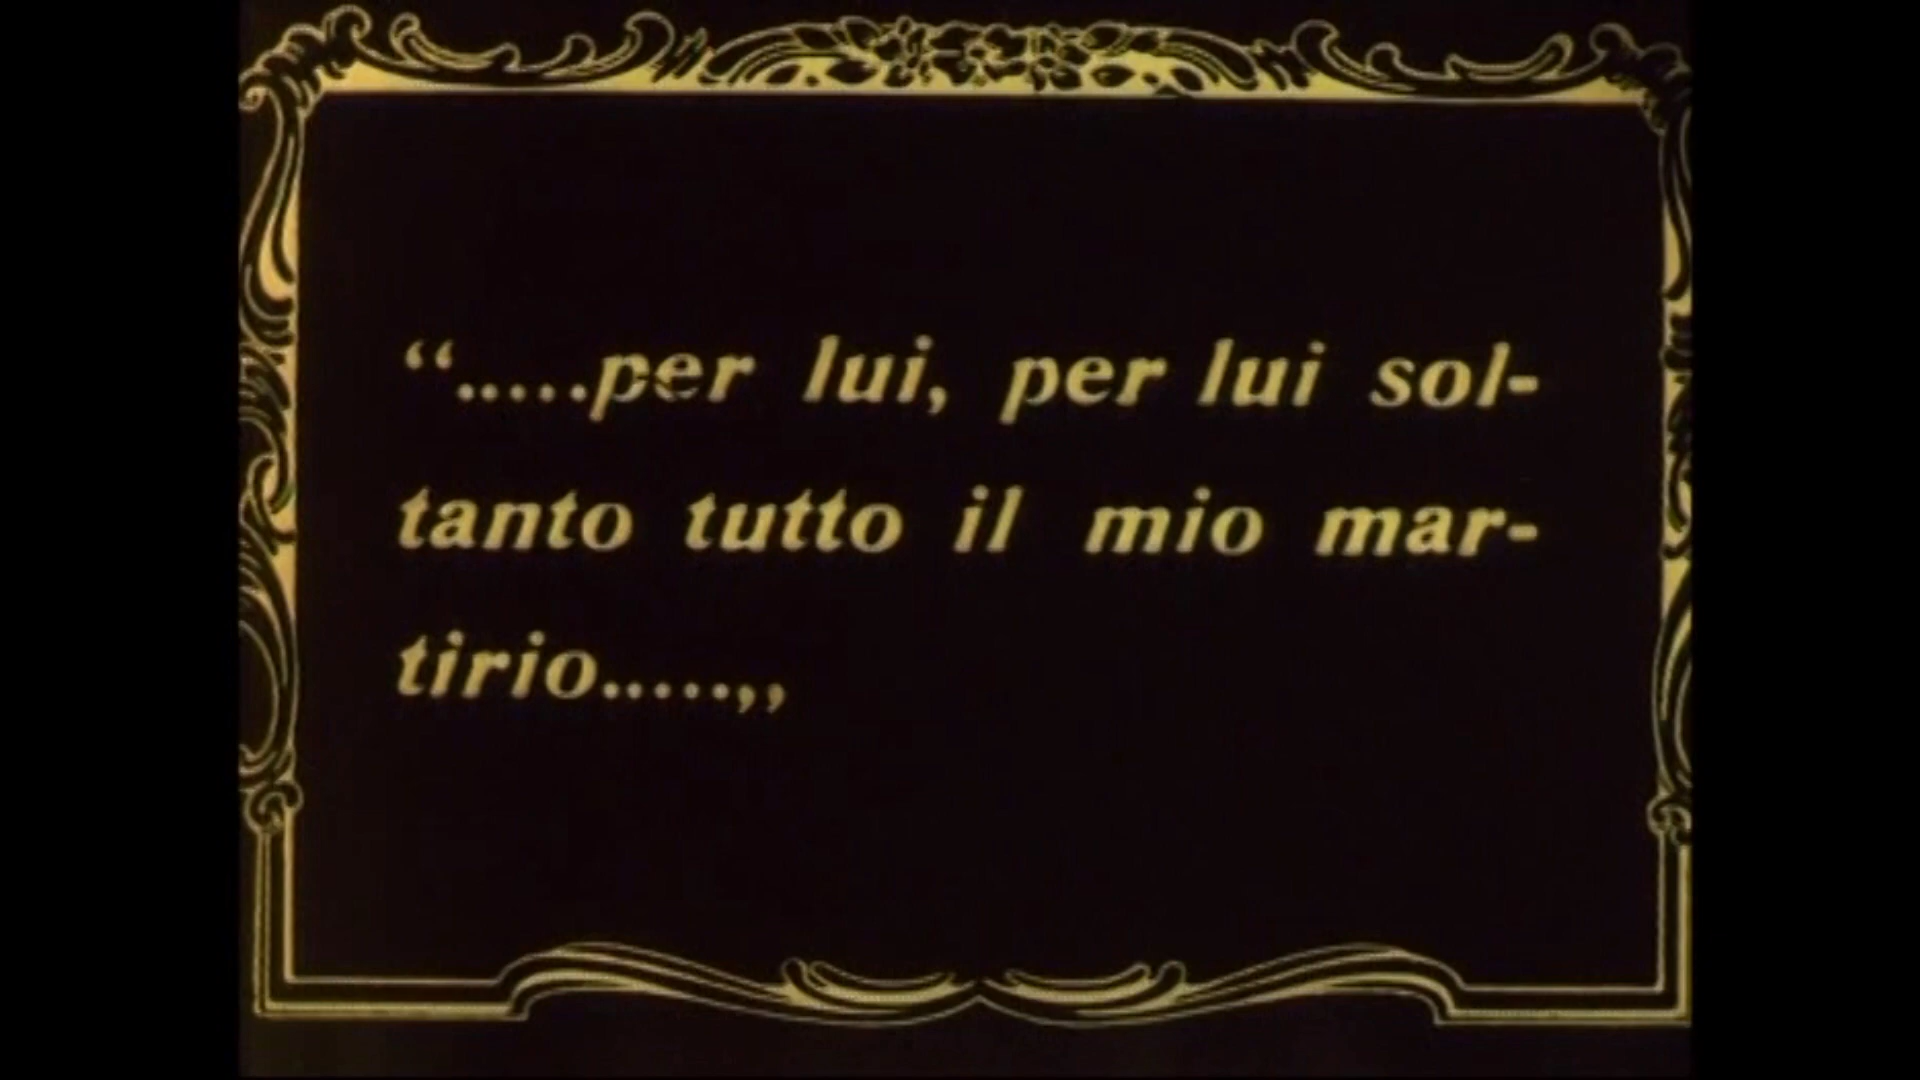 “.....per lui, per lui sol-
tanto tutto il mio mar-
tirio.....,,